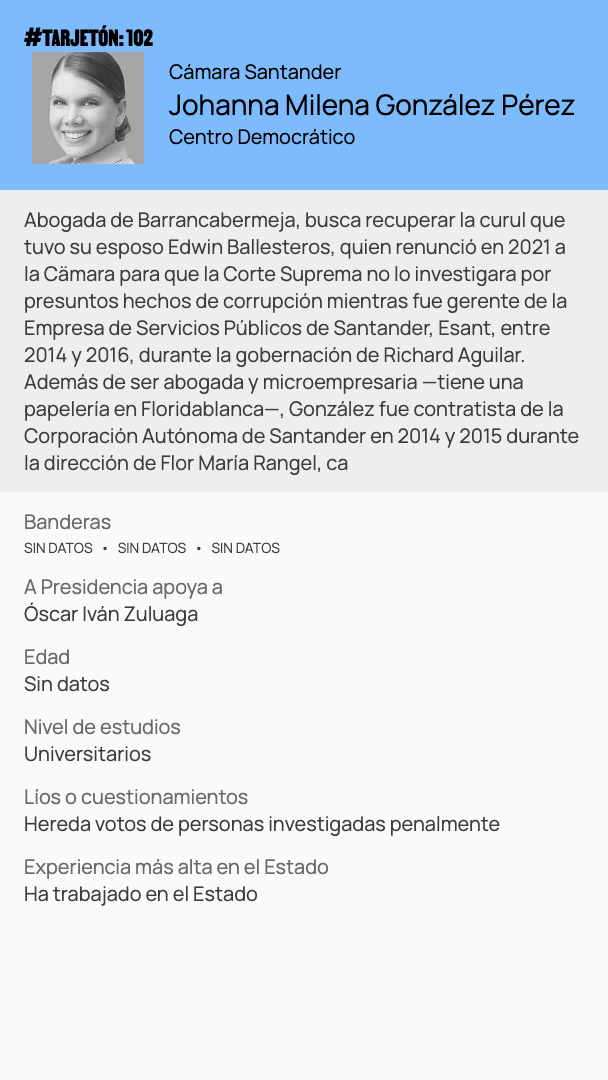 #TARJETÓN: 102
Cámara Santander
Johanna Milena González Pérez
Centro Democrático
Abogada de Barrancabermeja, busca recuperar la curul que
tuvo su esposo Edwin Ballesteros, quien renunció en 2021 a
la Cämara para que la Corte Suprema no lo investigara por
presuntos hechos de corrupción mientras fue gerente de la
Empresa de Servicios Públicos de Santander, Esant, entre
2014 y 2016, durante la gobernación de Richard Aguilar.
Además de ser abogada y microempresaria —tiene una
papelería en Floridablanca—, González fue contratista de la
Corporación Autónoma de Santander en 2014 y 2015 durante
la dirección de Flor María Rangel, ca
Banderas
SIN DATOS • SIN DATOS • SIN DATOS
A Presidencia apoya a
Óscar Iván Zuluaga
Edad
Sin datos
Nivel de estudios
Universitarios
Líos o cuestionamientos
Hereda votos de personas investigadas penalmente
Experiencia más alta en el Estado
Ha trabajado en el Estado